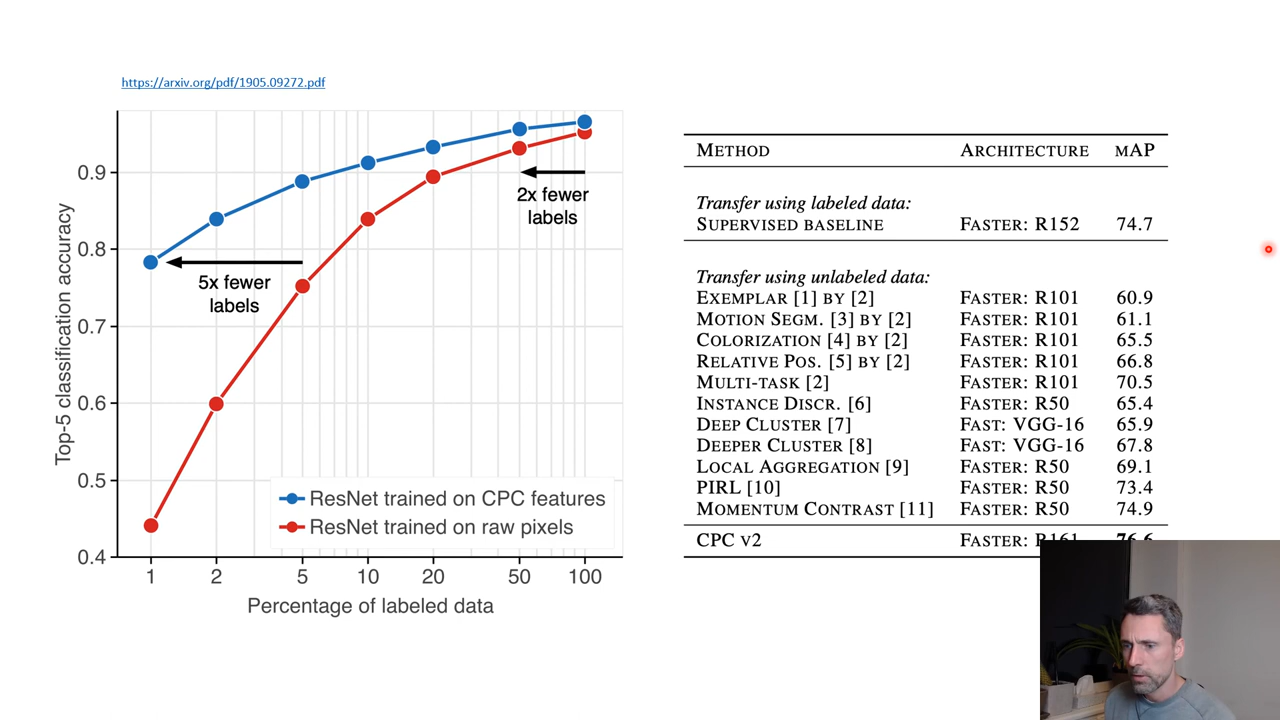 https://arxiv.org/pdf/1905.09272.pdf
Top-5 classification accuracy
0.9
0.8
0.7
0.6
0.5
0.4
2x fewer
labels
5x fewer
labels
ResNet trained on CPC features
ResNet trained on raw pixels
1 2 5 10 20 50 100
Percentage of labeled data
METHOD ARCHITECTURE MAP
Transfer using labeled data:
SUPERVISED BASELINE FASTER: R152 74.7
Transfer using unlabeled data:
EXEMPLAR [1] BY [2] FASTER: R101 60.9
MOTION SEGM. [3] BY [2] FASTER: R101 61.1
COLORIZATION [4] BY [2] FASTER: R101 65.5
RELATIVE POS. [5] BY [2] FASTER: R101 66.8
MULTI-TASK [2] FASTER: R101 70.5
INSTANCE DISCR. [6] FASTER: R50 65.4
DEEP CLUSTER [7] FAST: VGG-16 65.9
DEEPER CLUSTER [8] FAST: VGG-16 67.8
LOCAL AGGREGATION [9] FASTER: R50 69.1
PIRL [10] FASTER: R50 73.4
MOMENTUM CONTRAST [11] FASTER: R50 74.9
CPC V2 FASTER: